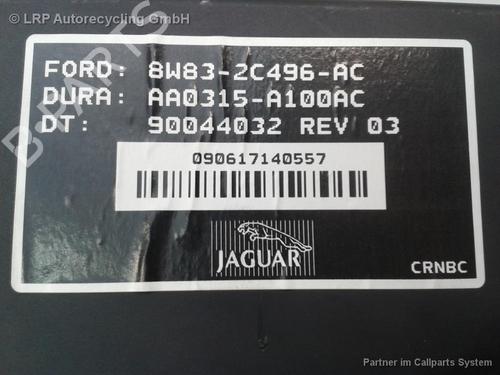 © LRP Autorecycling GmbH
FORD: 8W83-2C496-AC
DURA: AA0315-A100AC
DT: 90044032 REV 03
090617140557
JAGUAR
CRNBC
B-PARTS
Partner im Callparts System